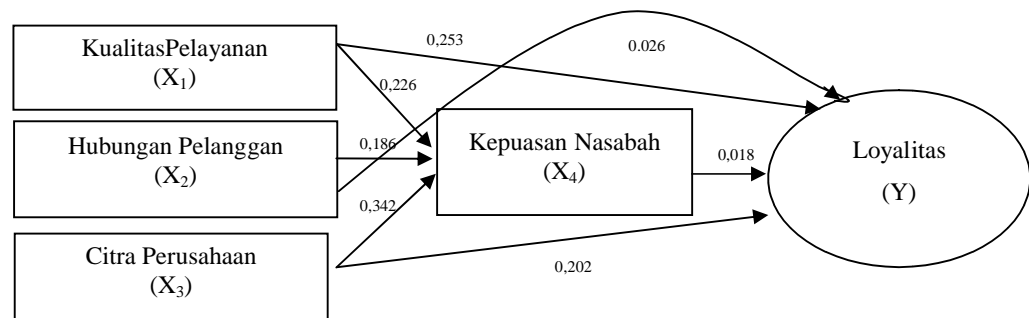 KualitasPelayanan
(X₁)
0,253
0.026
0,226
Hubungan Pelanggan
(X₂)
0,186
Kepuasan Nasabah
(X₄)
0,018
Loyalitas
(Y)
0,342
Citra Perusahaan
(X₃)
0,202